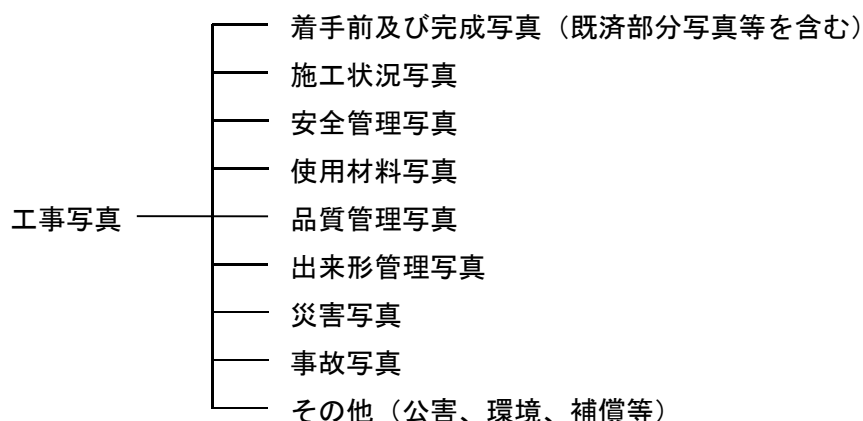 着手前及び完成写真（既済部分写真等を含む）
施工状況写真
安全管理写真
使用材料写真
工事写真
品質管理写真
出来形管理写真
災害写真
事故写真
その他（公害、環境、補償等）